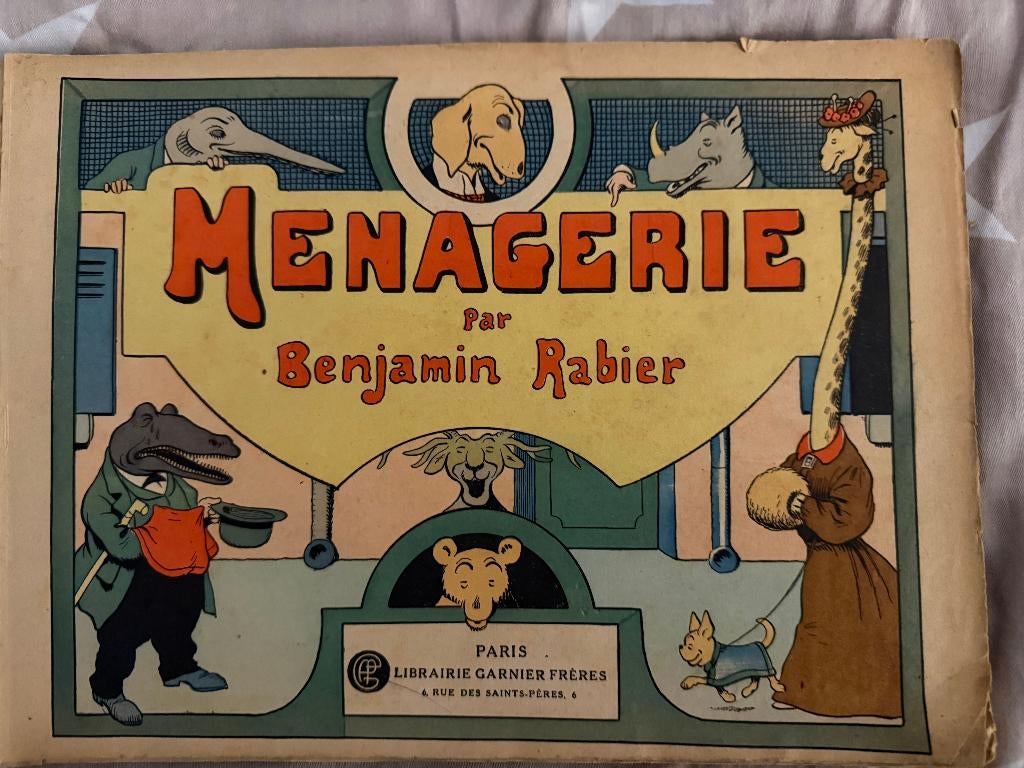 MENAGERIE
Par
Benjamin Rabier
PARIS
LIBRAIRIE GARNIER FRÈRES
6, RUE DES SAINTS-PÈRES, 6